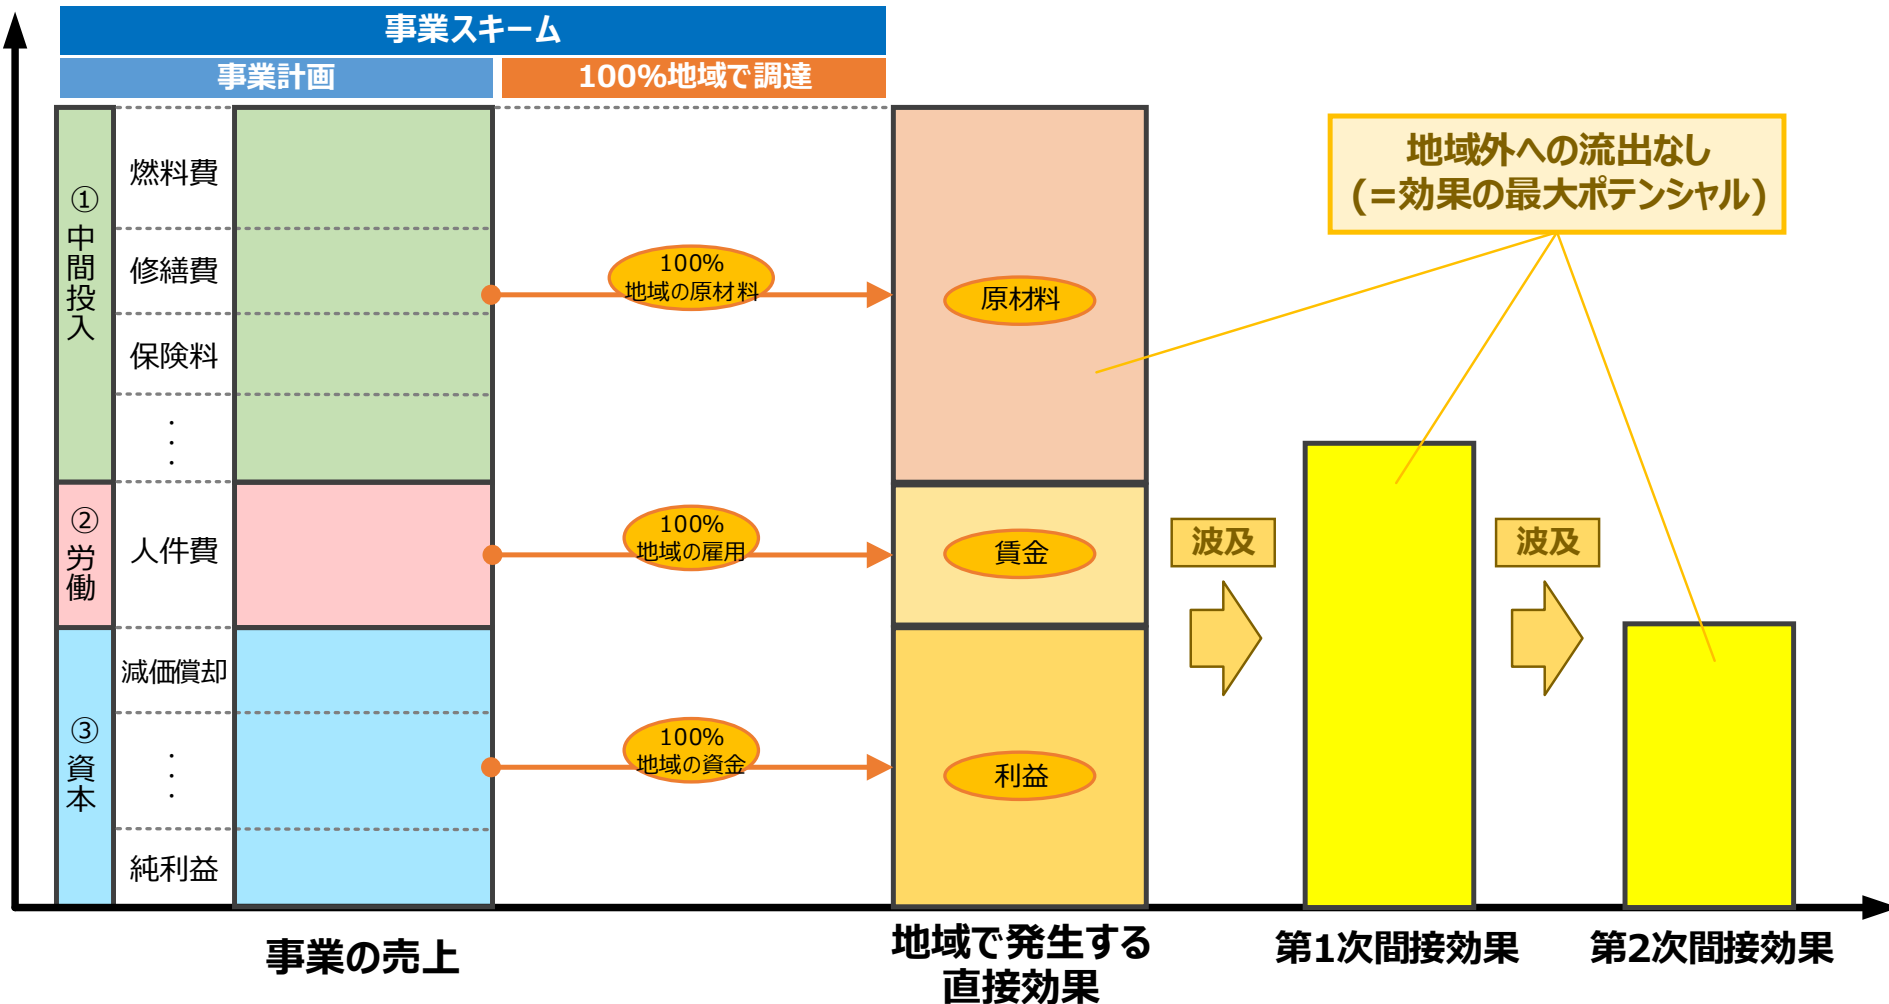 事業スキーム
事業計画
100%地域で調達
地域外への流出なし
(=効果の最大ポテンシャル)
①中間投入
燃料費
修繕費
保険料
・・・
100%
地域の原材料
原材料
②労働
人件費
100%
地域の雇用
賃金
波及
波及
③資本
減価償却
・・・
純利益
100%
地域の資金
利益
事業の売上
地域で発生する
直接効果
第1次間接効果
第2次間接効果